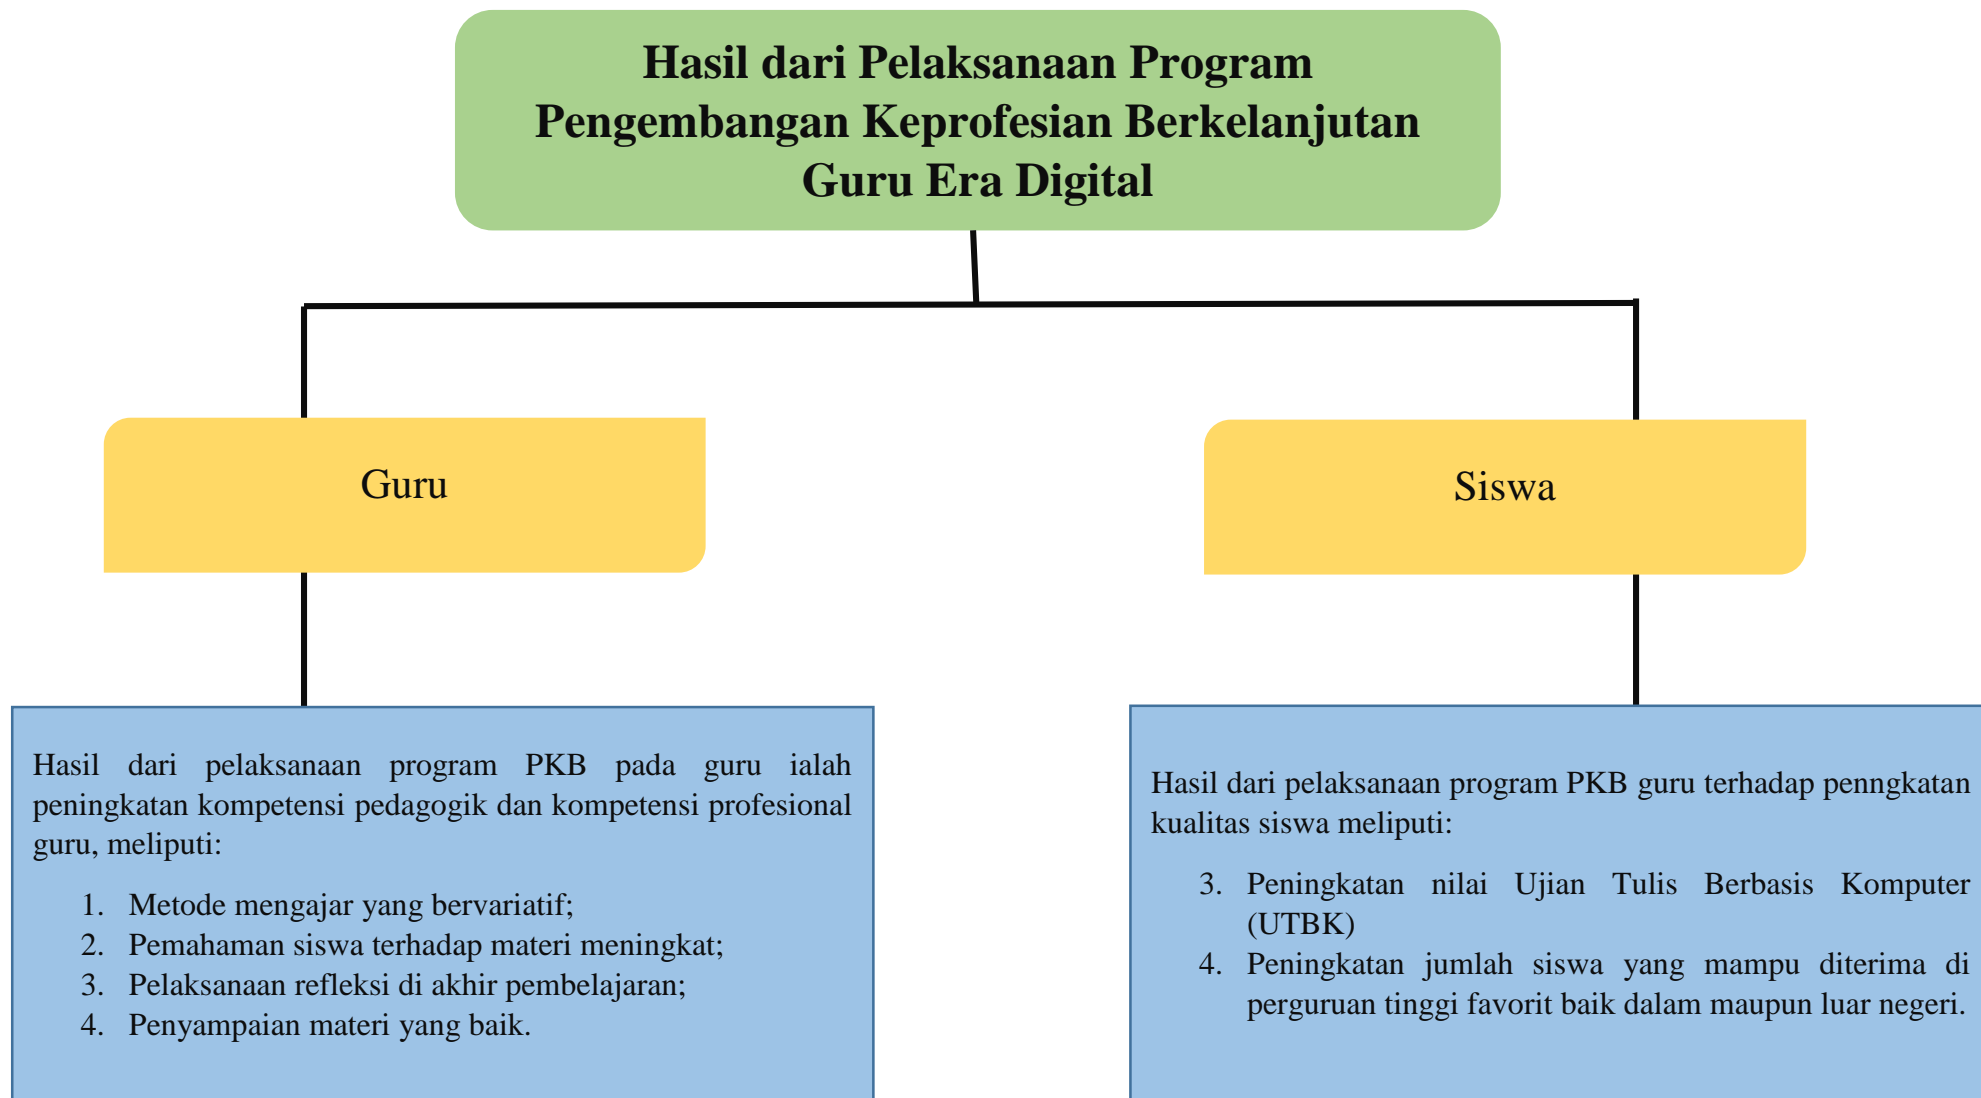 Hasil dari Pelaksanaan Program
Pengembangan Keprofesian Berkelanjutan
Guru Era Digital
Guru
Siswa
Hasil dari pelaksanaan program PKB pada guru ialah
peningkatan kompetensi pedagogik dan kompetensi profesional
guru, meliputi:
1. Metode mengajar yang bervariatif;
2. Pemahaman siswa terhadap materi meningkat;
3. Pelaksanaan refleksi di akhir pembelajaran;
4. Penyampaian materi yang baik.
Hasil dari pelaksanaan program PKB guru terhadap penngkatan
kualitas siswa meliputi:
3. Peningkatan nilai Ujian Tulis Berbasis Komputer
(UTBK)
4. Peningkatan jumlah siswa yang mampu diterima di
perguruan tinggi favorit baik dalam maupun luar negeri.